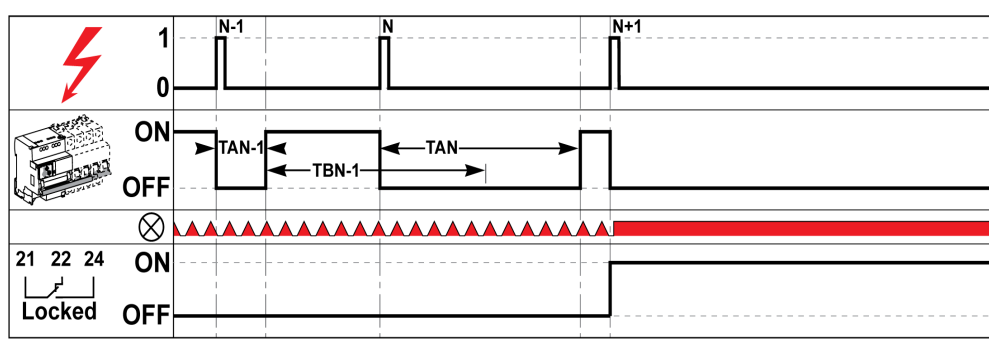 N-1 N N+1
1
0
ON
TAN-1 TAN
TBN-1
OFF
21 22 24 ON
Locked OFF